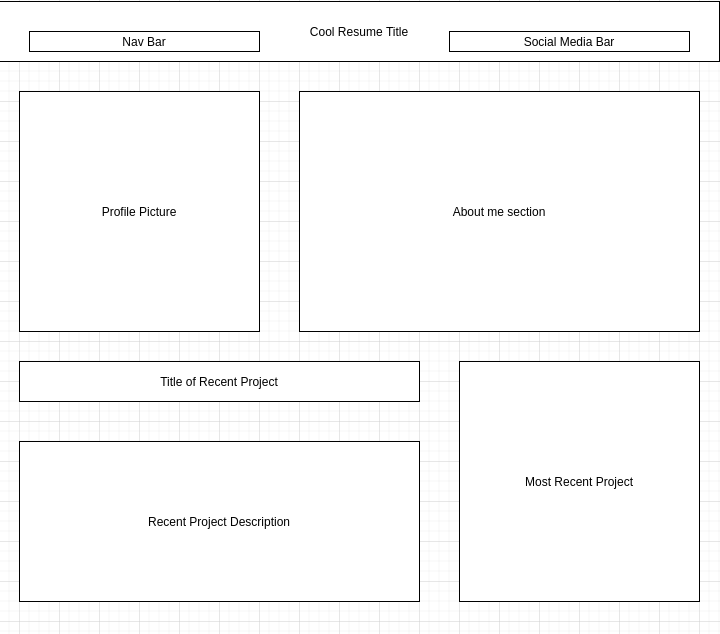 Cool Resume Title
Nav Bar
Social Media Bar
Profile Picture
About me section
Title of Recent Project
Most Recent Project
Recent Project Description